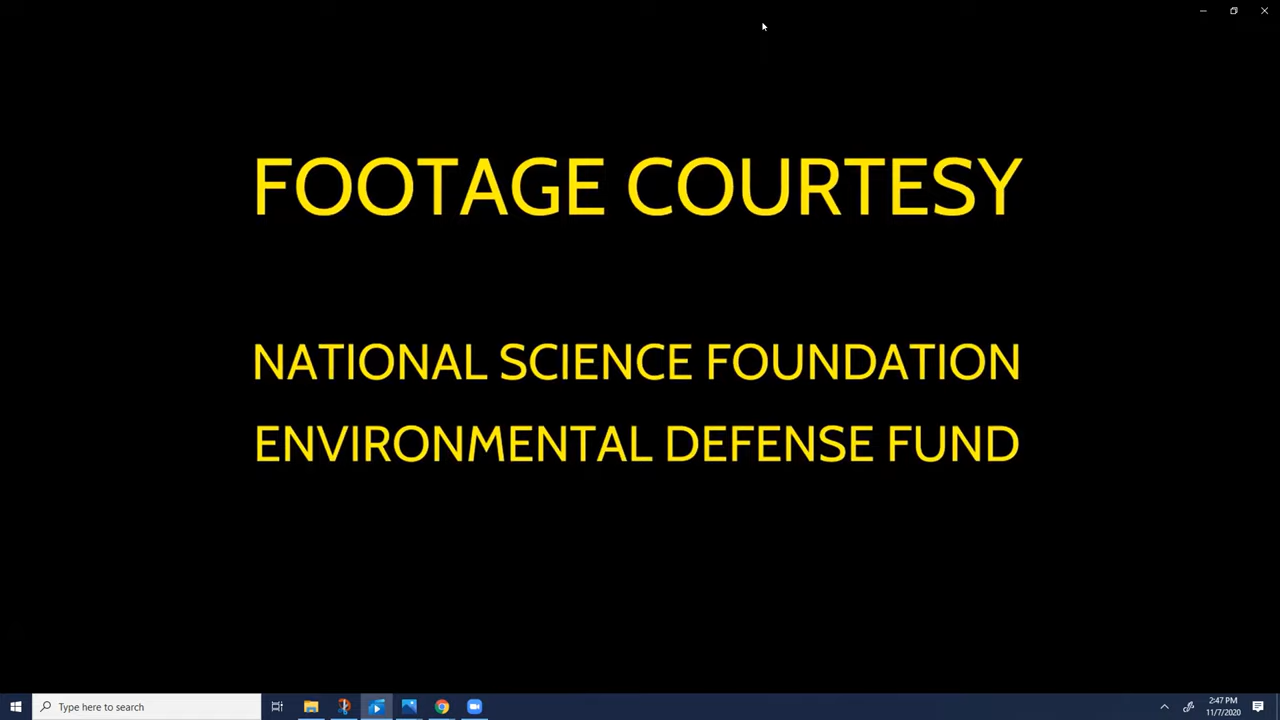 FOOTAGE COURTESY
NATIONAL SCIENCE FOUNDATION
ENVIRONMENTAL DEFENSE FUND
Type here to search
2:47 PM
11/7/2020